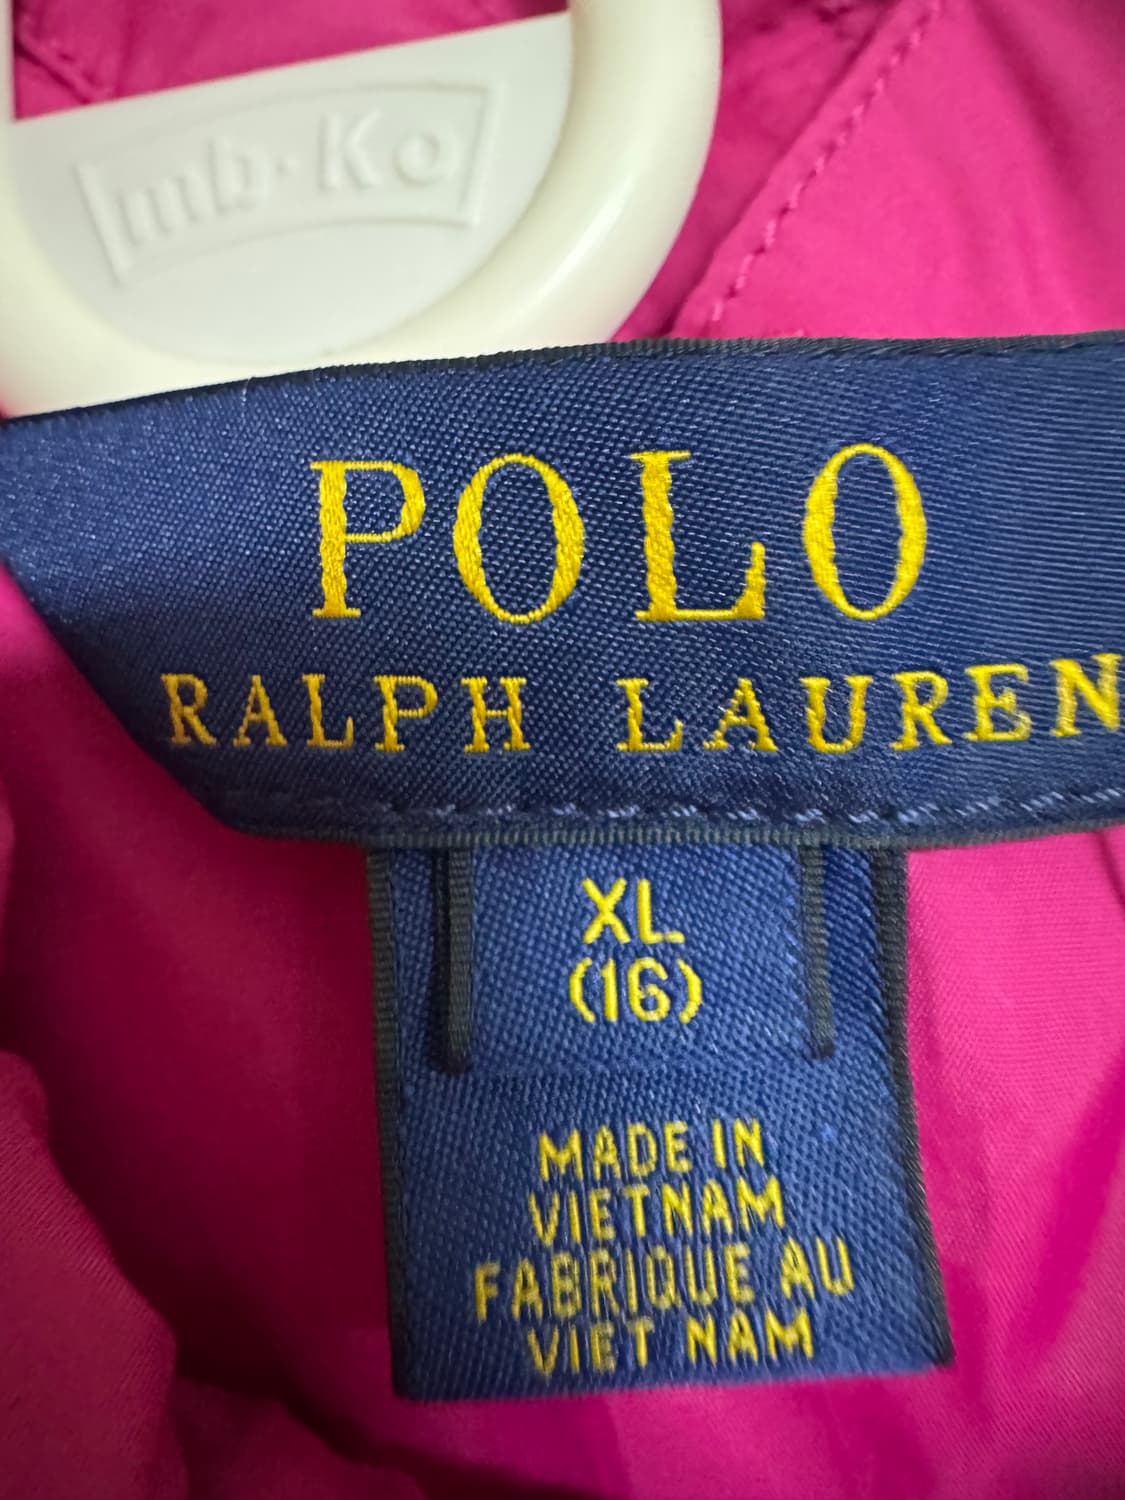 mb·Ko
POLO
RALPH LAUREN
XL
(16)
MADE IN
VIETNAM
FABRIQUE AU
VIET NAM